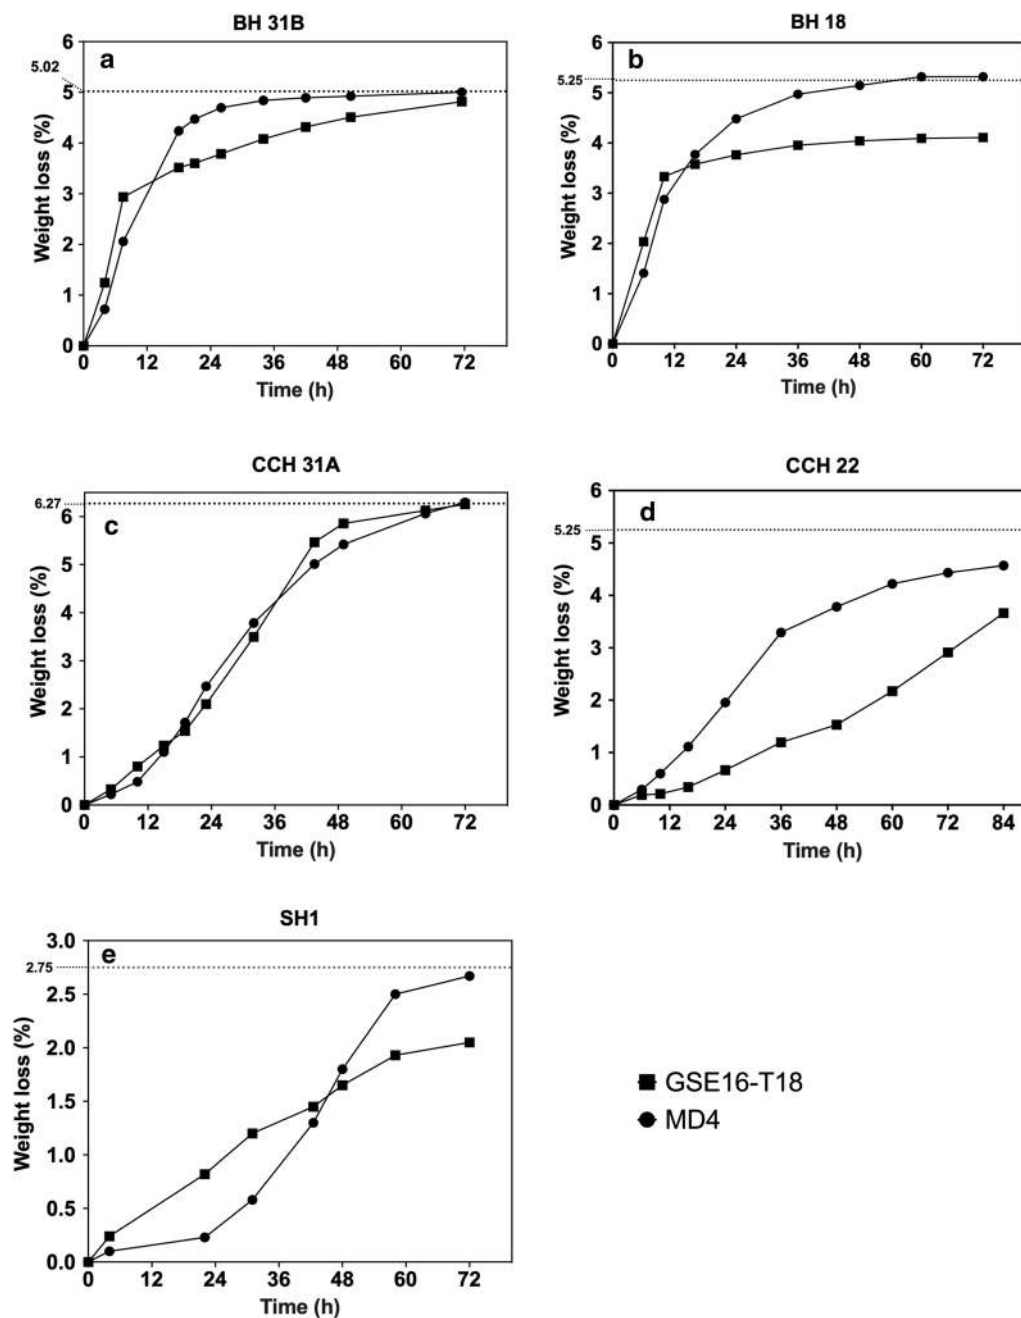 BH 31B
a
6
5.02
5
4
3
2
1
0
Weight loss (%)
0 12 24 36 48 60 72
Time (h)
BH 18
b
6
5.25
5
4
3
2
1
0
Weight loss (%)
0 12 24 36 48 60 72
Time (h)
CCH 31A
c
6.27
6
5
4
3
2
1
0
Weight loss (%)
0 12 24 36 48 60 72
Time (h)
CCH 22
d
6
5.25
5
4
3
2
1
0
Weight loss (%)
0 12 24 36 48 60 72 84
Time (h)
SH1
e
3.0
2.75
2.5
2.0
1.5
1.0
0.5
0.0
Weight loss (%)
0 12 24 36 48 60 72
Time (h)
GSE16-T18
MD4